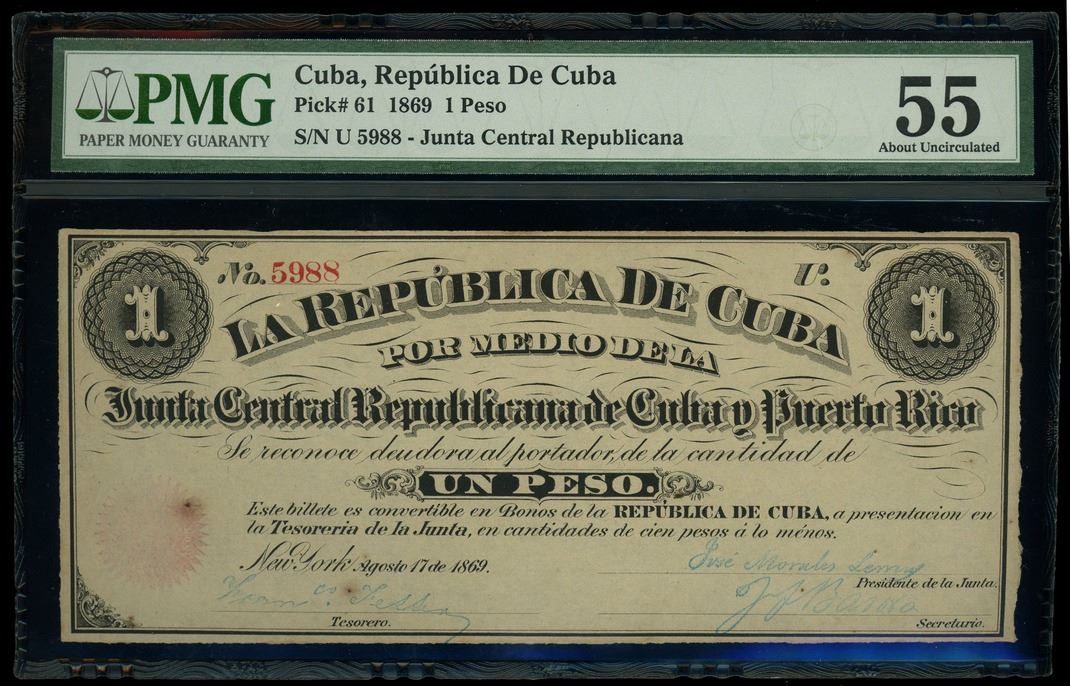 PMG
PAPER MONEY GUARANTY
Cuba, República De Cuba
Pick# 61 1869 1 Peso
S/N U 5988 - Junta Central Republicana
55
About Uncirculated
No. 5988
U.
1
1
LA REPÚBLICA DE CUBA
POR MEDIO DE LA
Junta Central Republicana de Cuba y Puerto Rico
Se reconoce deudora al portador, de la cantidad de
UN PESO.
Este billete es convertible en Bonos de la REPÚBLICA DE CUBA, a presentacion en
la Tesoreria de la Junta, en cantidades de cien pesos á lo ménos.
New York Agosto 17 de 1869.
José Morales Lemus
Presidente de la Junta.
Tesorero.
Secretario.